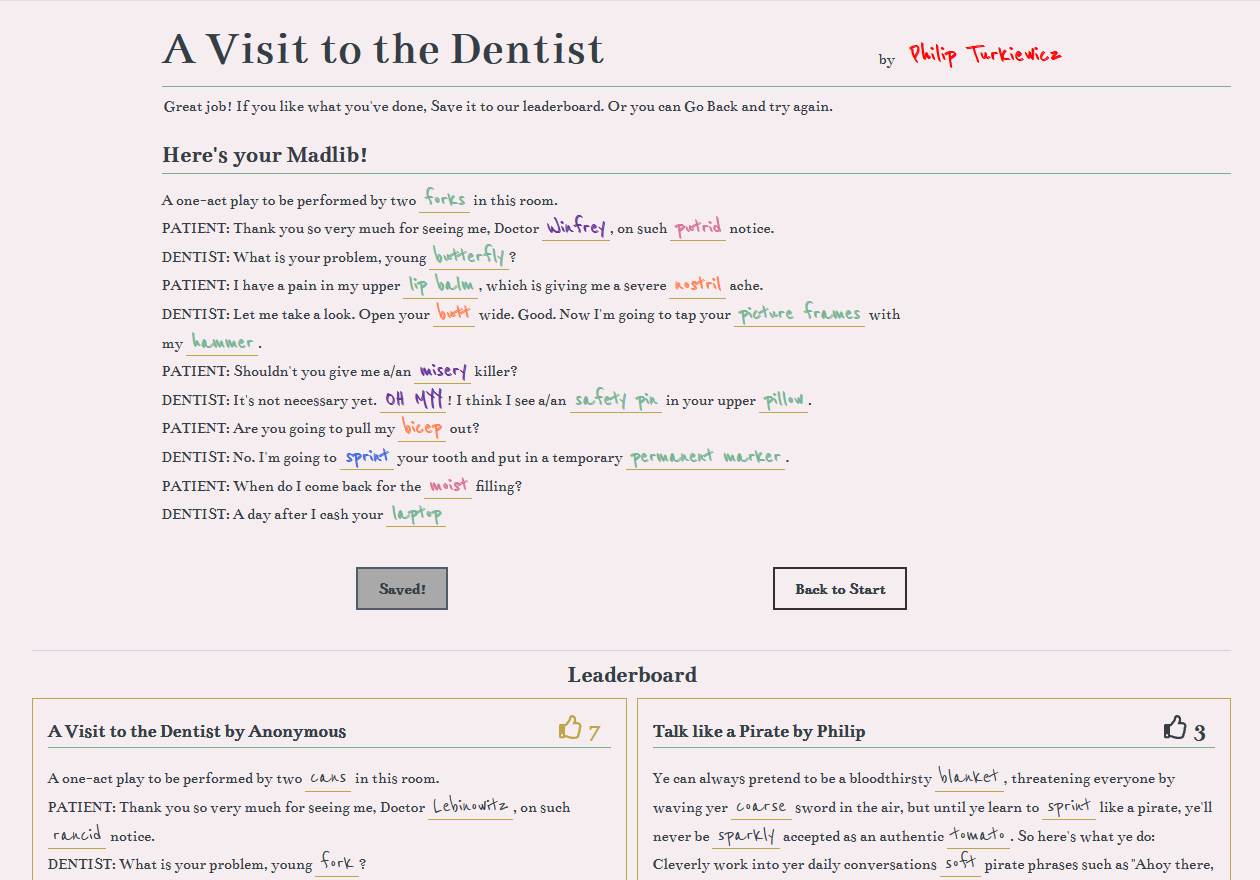 A Visit to the Dentist by Philip Turkiewicz
Great job! If you like what you've done, Save it to our leaderboard. Or you can Go Back and try again.
Here's your Madlib!
A one-act play to be performed by two forks in this room.
PATIENT: Thank you so very much for seeing me, Doctor Winfrey, on such putrid notice.
DENTIST: What is your problem, young butterfly?
PATIENT: I have a pain in my upper lip balm, which is giving me a severe nostril ache.
DENTIST: Let me take a look. Open your butt wide. Good. Now I'm going to tap your picture frames with
my hammer.
PATIENT: Shouldn't you give me a/an misery killer?
DENTIST: It's not necessary yet. OH MYY! I think I see a/an safety pin in your upper pillow.
PATIENT: Are you going to pull my bicep out?
DENTIST: No. I'm going to sprint your tooth and put in a temporary permanent marker.
PATIENT: When do I come back for the moist filling?
DENTIST: A day after I cash your laptop
Saved! Back to Start
Leaderboard
A Visit to the Dentist by Anonymous 7
A one-act play to be performed by two cans in this room.
PATIENT: Thank you so very much for seeing me, Doctor Lebinowitz, on such
rancid notice.
DENTIST: What is your problem, young fork?
Talk like a Pirate by Philip 3
Ye can always pretend to be a bloodthirsty blanket, threatening everyone by
waving yer coarse sword in the air, but until ye learn to sprint like a pirate, ye'll
never be sparkly accepted as an authentic tomato. So here's what ye do:
Cleverly work into yer daily conversations soft pirate phrases such as "Ahoy there,